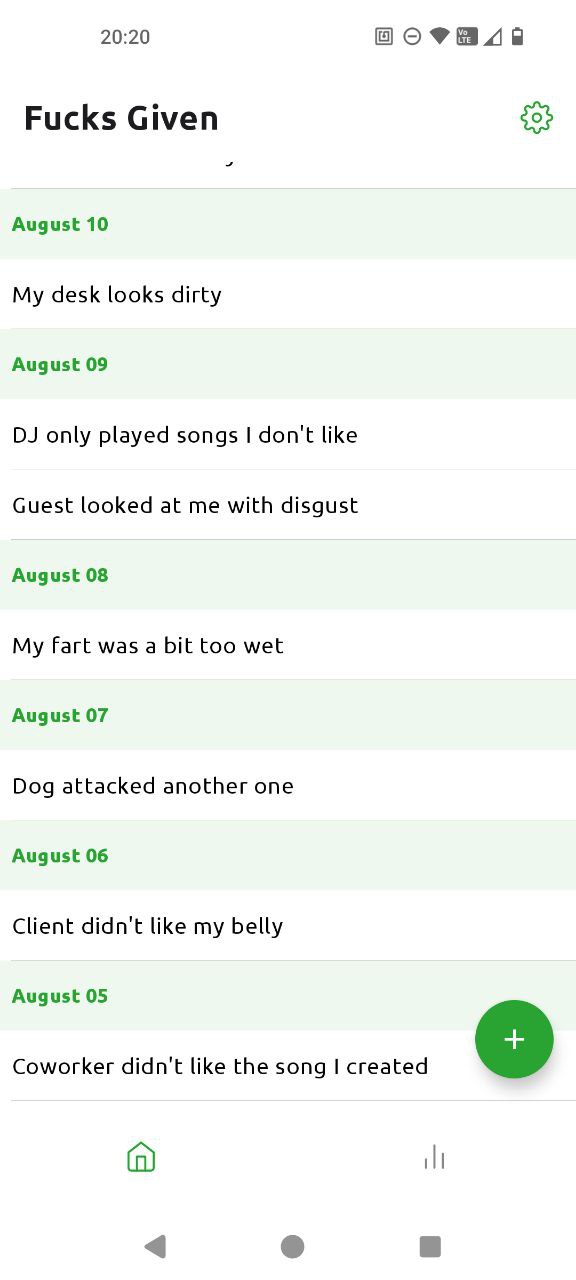 20:20
Vo
LTE
Fucks Given
August 10
My desk looks dirty
August 09
DJ only played songs I don't like
Guest looked at me with disgust
August 08
My fart was a bit too wet
August 07
Dog attacked another one
August 06
Client didn't like my belly
August 05
Coworker didn't like the song I created